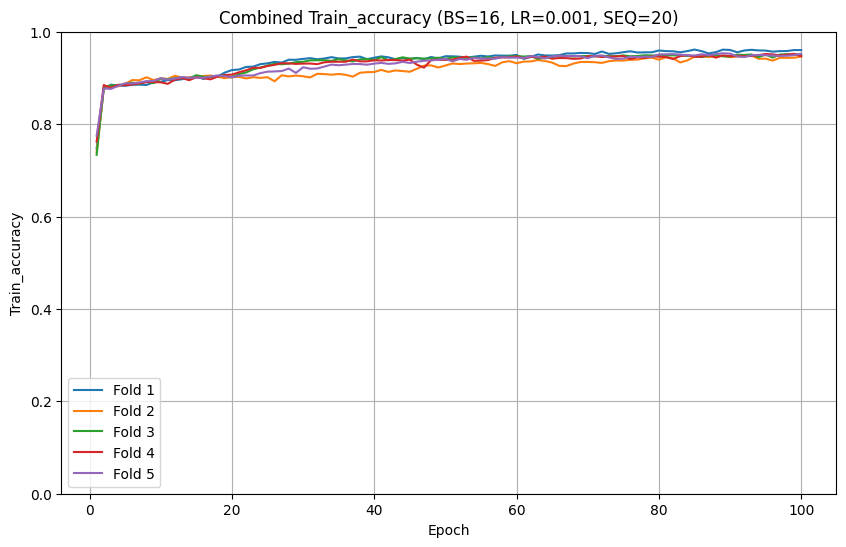 Combined Train_accuracy (BS=16, LR=0.001, SEQ=20)
Train_accuracy
1.0
0.8
0.6
0.4
0.2
0.0
Fold 1
Fold 2
Fold 3
Fold 4
Fold 5
0 20 40 60 80 100
Epoch